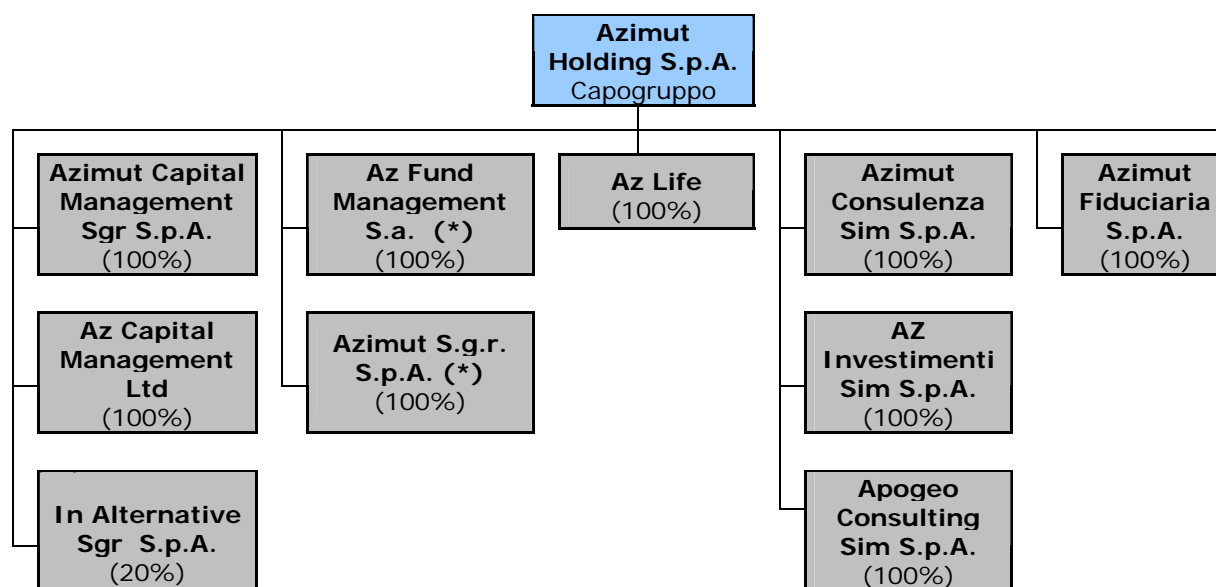 Azimut
Holding S.p.A.
Capogruppo
Azimut Capital
Management
Sgr S.p.A.
(100%)
Az Fund
Management
S.a. (*)
(100%)
Az Life
(100%)
Azimut
Consulenza
Sim S.p.A.
(100%)
Azimut
Fiduciaria
S.p.A.
(100%)
Az Capital
Management
Ltd
(100%)
Azimut S.g.r.
S.p.A. (*)
(100%)
AZ
Investimenti
Sim S.p.A.
(100%)
In Alternative
Sgr S.p.A.
(20%)
Apogeo
Consulting
Sim S.p.A.
(100%)